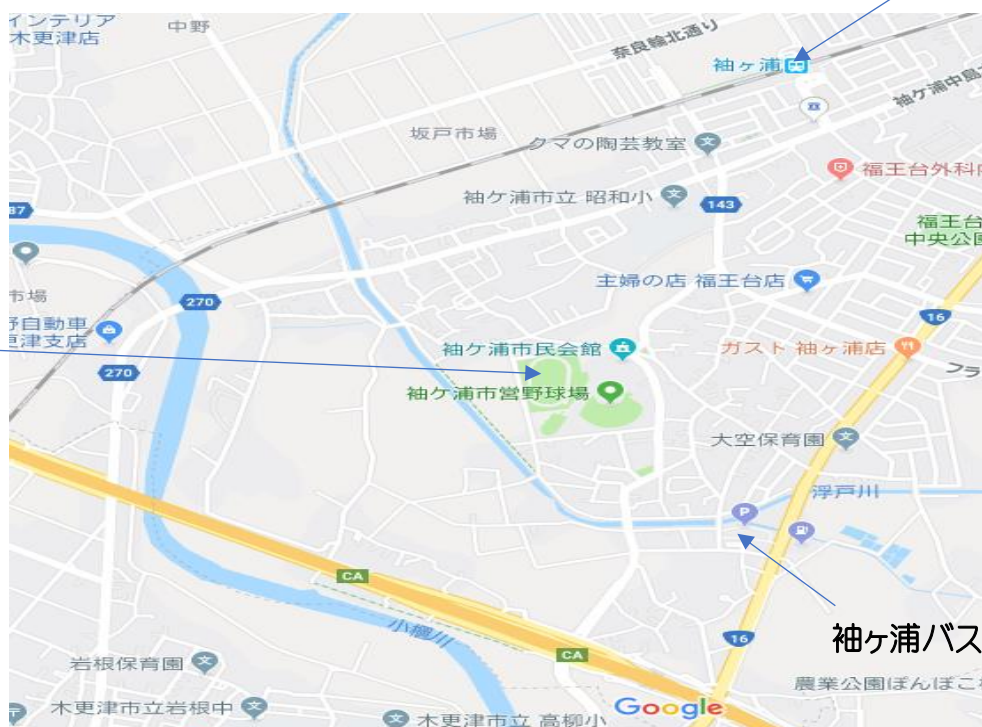 インテリア
木更津店
中野
奈良輪北通り
袖ヶ浦
袖ケ浦中島
坂戸市場
クマの陶芸教室
福王台外科
袖ケ浦市立 昭和小
143
87
福王台
中央公園
市場
主婦の店 福王台店
270
16
野自動車
更津支店
袖ケ浦市民会館
ガスト 袖ヶ浦店
フラ
270
袖ケ浦市営野球場
大空保育園
浮戸川
P
CA
小櫃川
16
袖ヶ浦バス
岩根保育園
CA
農業公園ぽんぽこ
Google
木更津市立岩根中
木更津市立 高柳小